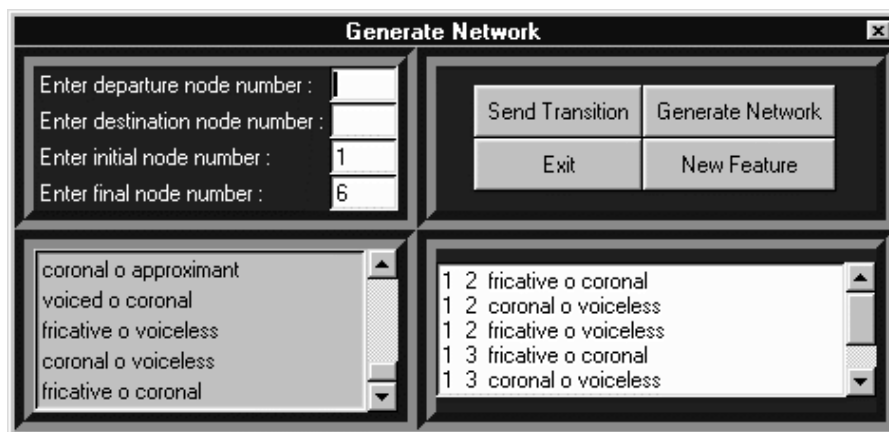 Generate Network
Enter departure node number :
Enter destination node number :
Enter initial node number : 1
Enter final node number : 6
Send Transition Generate Network
Exit New Feature
coronal o approximant
voiced o coronal
fricative o voiceless
coronal o voiceless
fricative o coronal
1 2 fricative o coronal
1 2 coronal o voiceless
1 2 fricative o voiceless
1 3 fricative o coronal
1 3 coronal o voiceless